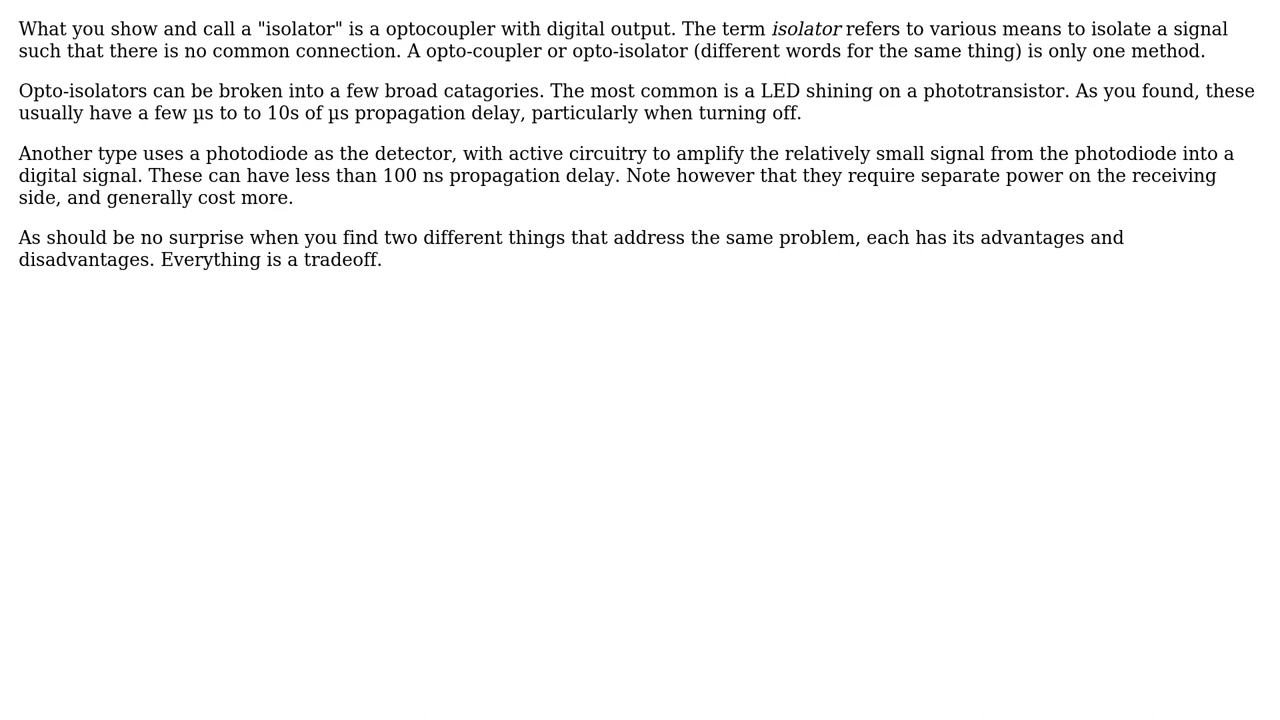 What you show and call a "isolator" is a optocoupler with digital output. The term isolator refers to various means to isolate a signal
such that there is no common connection. A opto-coupler or opto-isolator (different words for the same thing) is only one method.
Opto-isolators can be broken into a few broad catagories. The most common is a LED shining on a phototransistor. As you found, these
usually have a few µs to to 10s of µs propagation delay, particularly when turning off.
Another type uses a photodiode as the detector, with active circuitry to amplify the relatively small signal from the photodiode into a
digital signal. These can have less than 100 ns propagation delay. Note however that they require separate power on the receiving
side, and generally cost more.
As should be no surprise when you find two different things that address the same problem, each has its advantages and
disadvantages. Everything is a tradeoff.